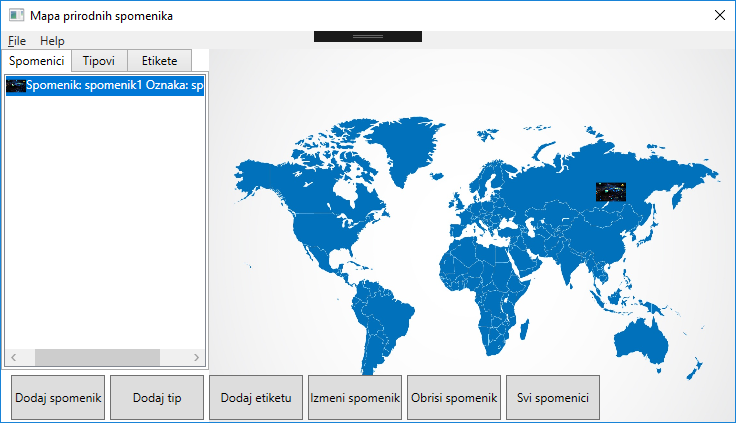 Mapa prirodnih spomenika
File Help
Spomenici Tipovi Etikete
Spomenik: spomenik1 Oznaka: sp
Dodaj spomenik Dodaj tip Dodaj etiketu Izmeni spomenik Obrisi spomenik Svi spomenici